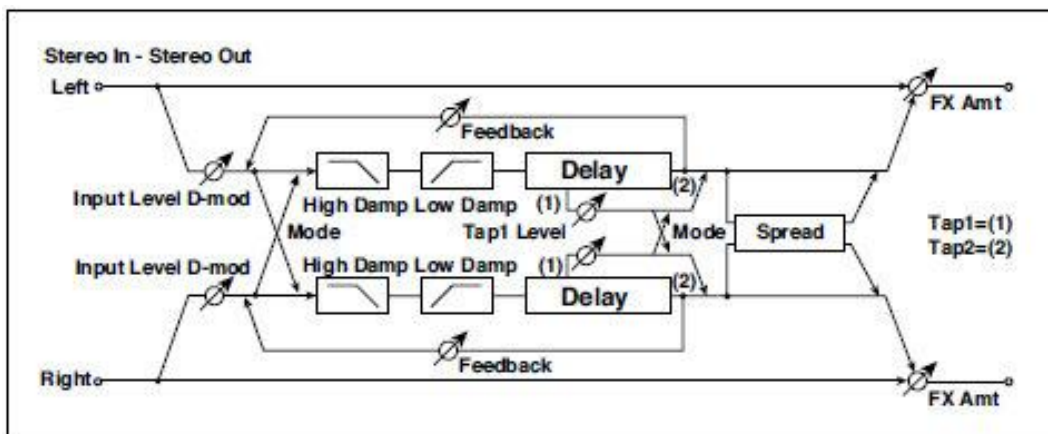 Stereo In - Stereo Out
Left
FX Amt
Feedback
Delay
(2)
Input Level D-mod
High Damp Low Damp
(1)
Tap1 Level
Mode
Mode
Spread
Tap1=(1)
Tap2=(2)
Input Level D-mod
High Damp Low Damp
(1)
Delay
(2)
Feedback
Right
FX Amt